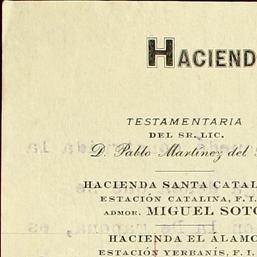 HACIEND
TESTAMENTARIA
DEL SR. LIC.
D. Pablo Martínez del
HACIENDA SANTA CATAL
ESTACIÓN CATALINA, F. I.
ADMOR. MIGUEL SOTO
HACIENDA EL ÁLAMO
ESTACIÓN YERBANÍS, F. I.